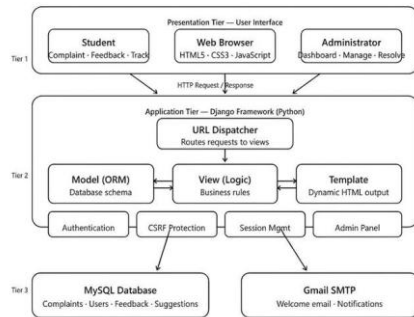 Presentation Tier — User Interface
Tier 1
Student
Complaint · Feedback · Track
Web Browser
HTML5 · CSS3 · JavaScript
Administrator
Dashboard · Manage · Resolve
HTTP Request / Response
Application Tier — Django Framework (Python)
URL Dispatcher
Routes requests to views
Tier 2
Model (ORM)
Database schema
View (Logic)
Business rules
Template
Dynamic HTML output
Authentication
CSRF Protection
Session Mgmt
Admin Panel
Tier 3
MySQL Database
Complaints · Users · Feedback · Suggestions
Gmail SMTP
Welcome email · Notifications